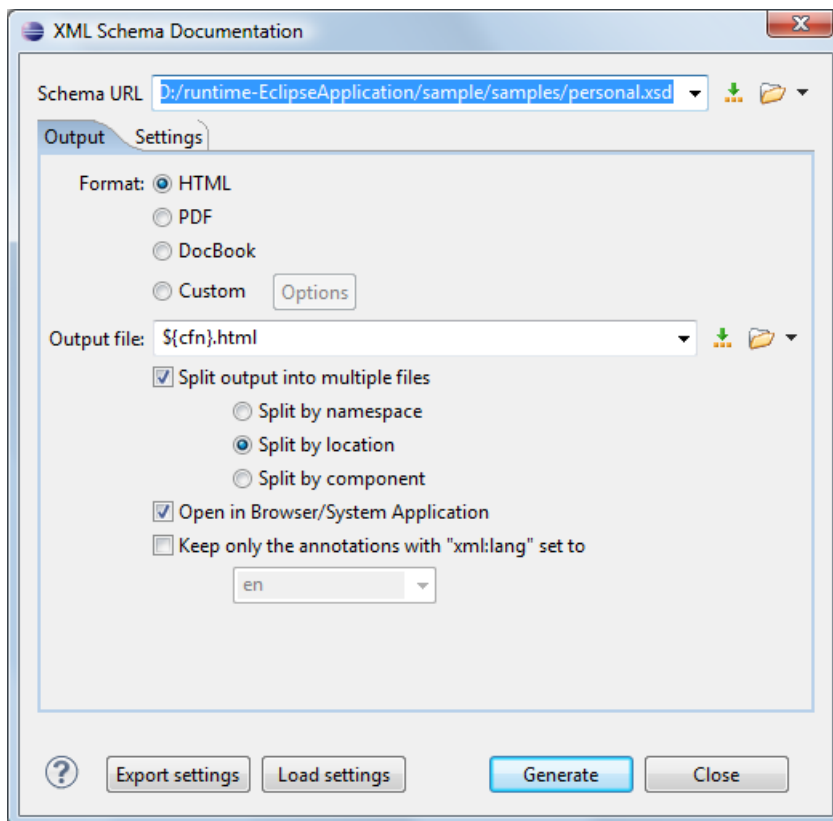 XML Schema Documentation
Schema URL D:/runtime-EclipseApplication/sample/samples/personal.xsd
Output Settings
Format: HTML
PDF
DocBook
Custom Options
Output file: ${cfn}.html
Split output into multiple files
Split by namespace
Split by location
Split by component
Open in Browser/System Application
Keep only the annotations with "xml:lang" set to
en
? Export settings Load settings Generate Close